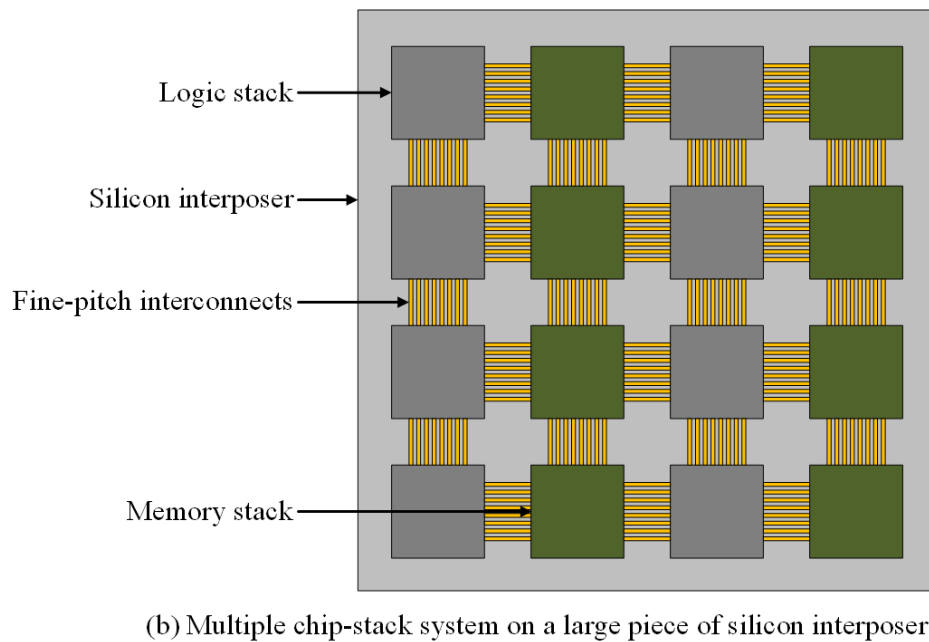 Logic stack
Silicon interposer
Fine-pitch interconnects
Memory stack
(b) Multiple chip-stack system on a large piece of silicon interposer